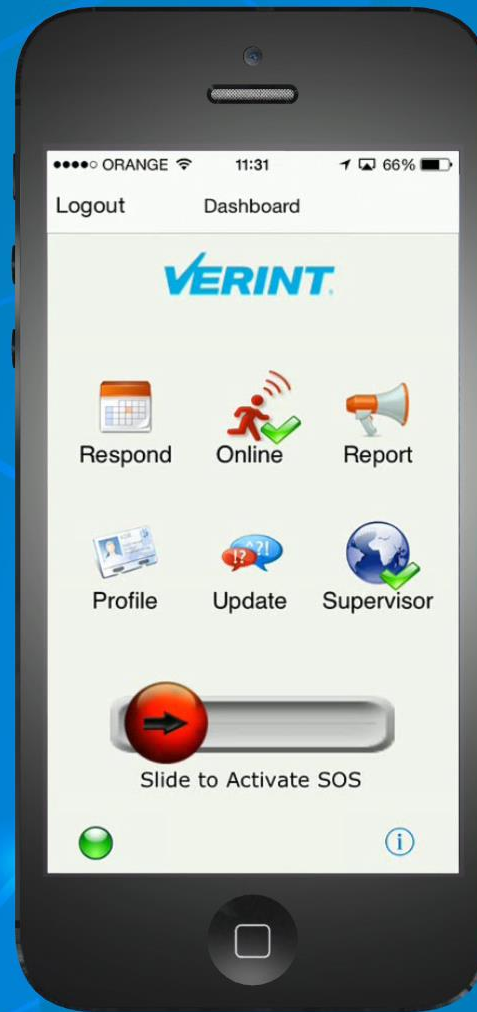 ORANGE 11:31 66%
Logout Dashboard
VERINT.
Respond Online Report
Profile Update Supervisor
Slide to Activate SOS